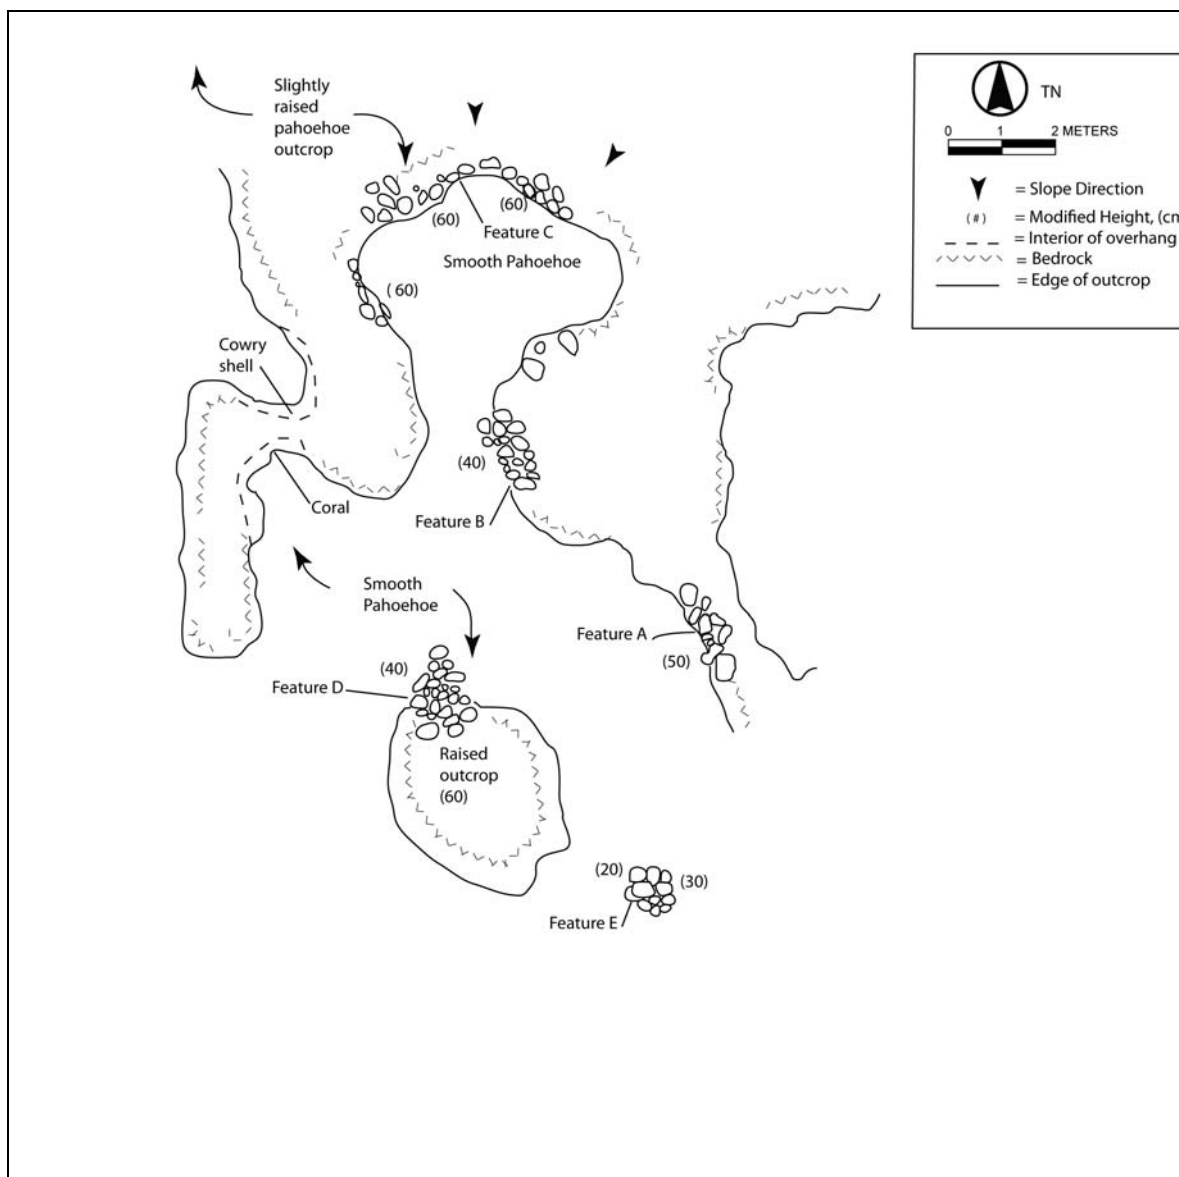 Slightly
raised
pahoehoe
outcrop
TN
0 1 2 METERS
= Slope Direction
(#) = Modified Height, (cm
= Interior of overhang
= Bedrock
= Edge of outcrop
(60)
(60)
Feature C
Smooth Pahoehoe
( 60)
Cowry
shell
(40)
Coral
Feature B
Smooth
Pahoehoe
Feature A
(50)
(40)
Feature D
Raised
outcrop
(60)
(20)
(30)
Feature E